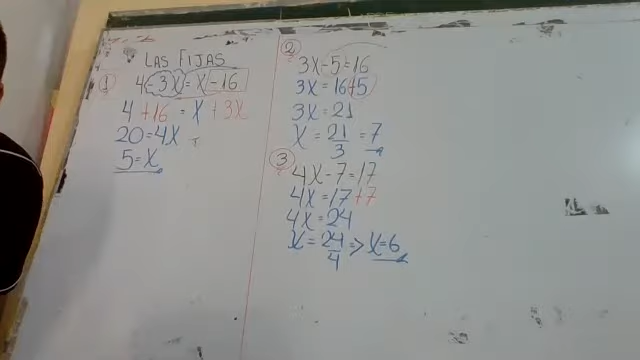 LAS FIJAS
① 4-3X=X-16
4+16=X+3X
20=4X
5=X
② 3X-5=16
3X=16+5
3X=21
X=21/3=7
③ 4X-7=17
4X=17+7
4X=24
X=24/4=>X=6